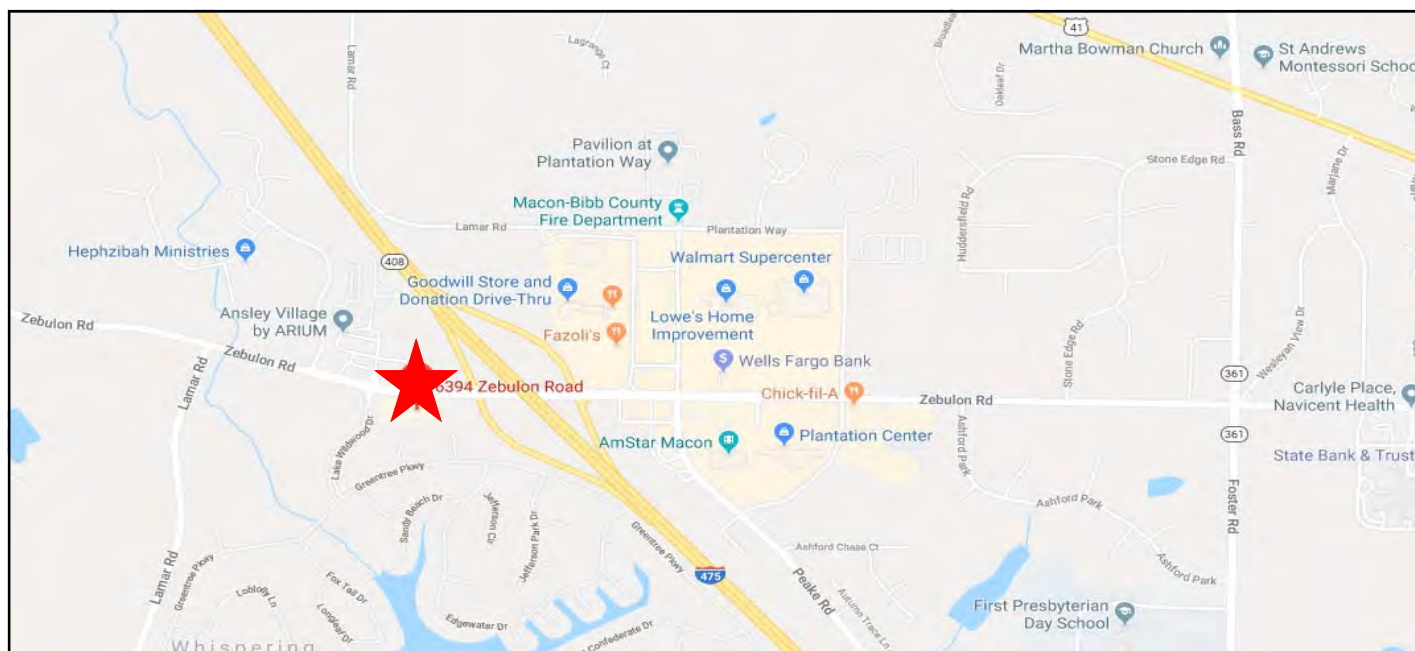 41
Martha Bowman Church
St Andrews
Montessori School
Lamar Rd
Lagrange Ct
Oakleaf Dr
Bass Rd
Pavilion at
Plantation Way
Stone Edge Rd
Marjane Dr
Macon-Bibb County
Fire Department
Huddersfield Rd
Lamar Rd
Plantation Way
Hephzibah Ministries
408
Walmart Supercenter
Goodwill Store and
Donation Drive-Thru
Ansley Village
by ARIUM
Zebulon Rd
Fazoli's
Lowe's Home
Improvement
Stone Edge Rd
Wesleyan View Dr
Zebulon Rd
Wells Fargo Bank
361
Lamar Rd
6394 Zebulon Road
Chick-fil-A
Zebulon Rd
Carlyle Place,
Navicent Health
Lake Wildwood Dr
AmStar Macon
Plantation Center
Ashford Park
361
State Bank & Trust
Greentree Pkwy
Sandy Beach Dr
Jefferson Cir
Jefferson Park Dr
Greentree Pkwy
Ashford Park
Foster Rd
Ashford Chase Ct
Ashford Park
475
Peake Rd
Lamar Rd
Greentree Pkwy
Fox Tail Dr
Loblolly Ln
Longleaf Dr
Edgewater Dr
Confederate Dr
Autumn Trace Ln
First Presbyterian
Day School
Whispering